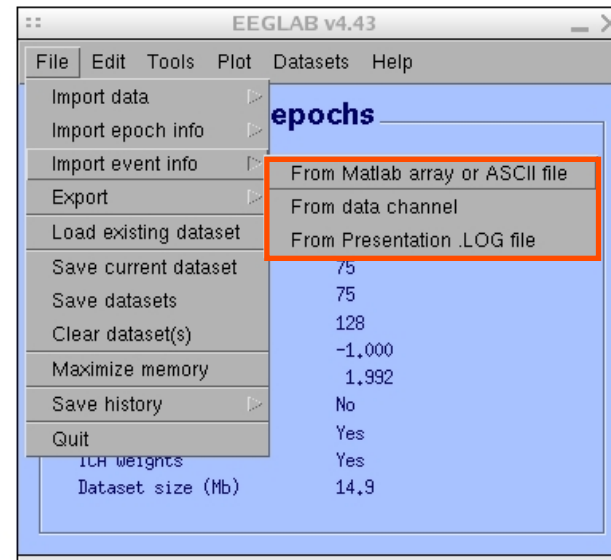 EEGLAB v4.43
File Edit Tools Plot Datasets Help
Import data
epochs
Import epoch info
Import event info
From Matlab array or ASCII file
Export
From data channel
Load existing dataset
From Presentation .LOG file
Save current dataset
75
Save datasets
75
Clear dataset(s)
128
-1.000
Maximize memory
1.992
Save history
No
Quit
Yes
ICA weights Yes
Dataset size (Mb) 14.9